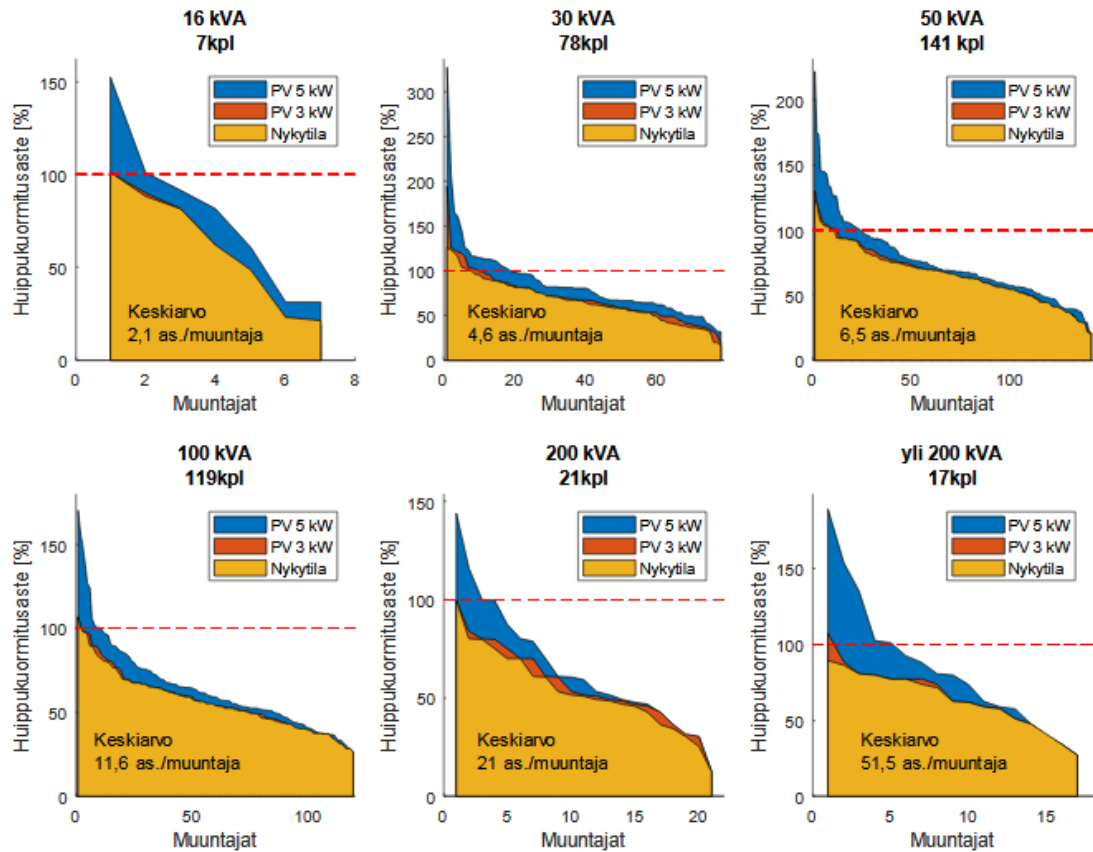 16 kVA
7kpl
Huippukuormitusaste [%]
150
100
50
0
PV 5 kW
PV 3 kW
Nykytila
Keskiarvo
2,1 as./muuntaja
0 2 4 6 8
Muuntajat
30 kVA
78kpl
Huippukuormitusaste [%]
300
250
200
150
100
50
0
PV 5 kW
PV 3 kW
Nykytila
Keskiarvo
4,6 as./muuntaja
0 20 40 60
Muuntajat
50 kVA
141 kpl
Huippukuormitusaste [%]
200
150
100
50
0
PV 5 kW
PV 3 kW
Nykytila
Keskiarvo
6,5 as./muuntaja
0 50 100
Muuntajat
100 kVA
119kpl
Huippukuormitusaste [%]
150
100
50
0
PV 5 kW
PV 3 kW
Nykytila
Keskiarvo
11,6 as./muuntaja
0 50 100
Muuntajat
200 kVA
21kpl
Huippukuormitusaste [%]
150
100
50
0
PV 5 kW
PV 3 kW
Nykytila
Keskiarvo
21 as./muuntaja
0 5 10 15 20
Muuntajat
yli 200 kVA
17kpl
Huippukuormitusaste [%]
150
100
50
0
PV 5 kW
PV 3 kW
Nykytila
Keskiarvo
51,5 as./muuntaja
0 5 10 15
Muuntajat